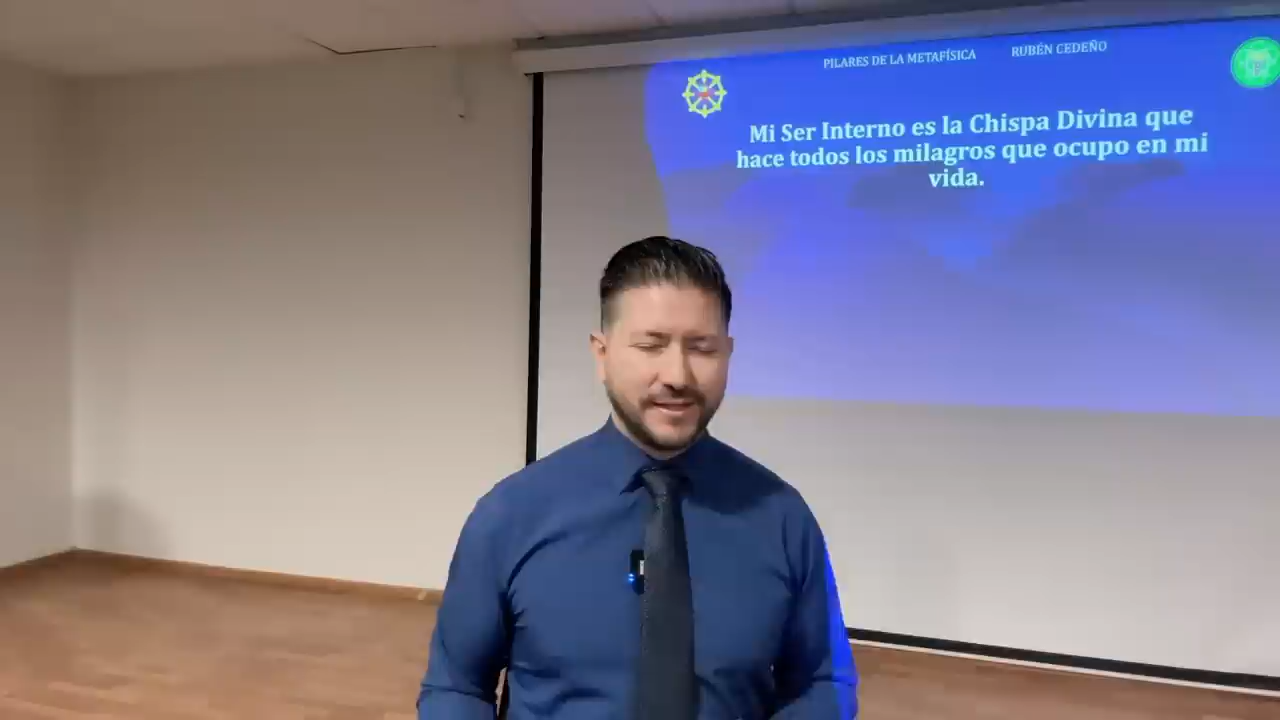 PILARES DE LA METAFÍSICA RUBÉN CEDEÑO
Mi Ser Interno es la Chispa Divina que
hace todos los milagros que ocupo en mi
vida.